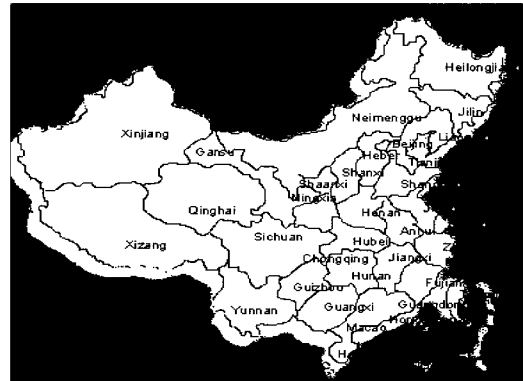 Heilongji
Jilin
Neimenggu
Xinjiang
Beijing
Gansu
Hebei
Tianji
Shanxi
Shaanxi
Ningxia
Qinghai
Henan
Sichuan
Anhui
Xizang
Hubei
Chongqing
Jiangxi
Hunan
Guizhou
Fujian
Yunnan
Guangxi
Guangdong
Macao